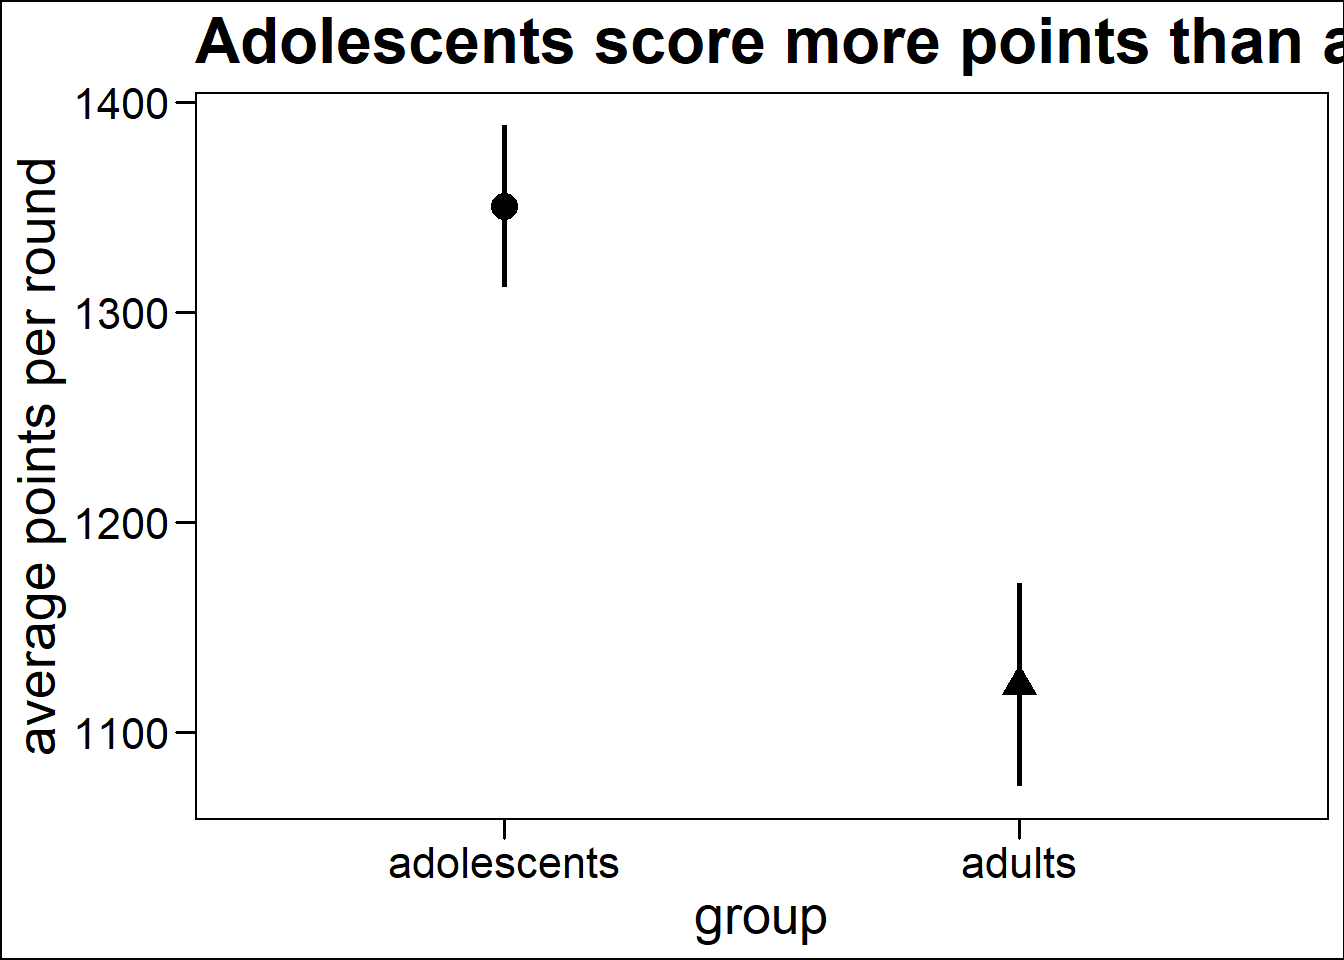 Adolescents score more points than a
1400
1300
1200
1100
average points per round
adolescents adults
group